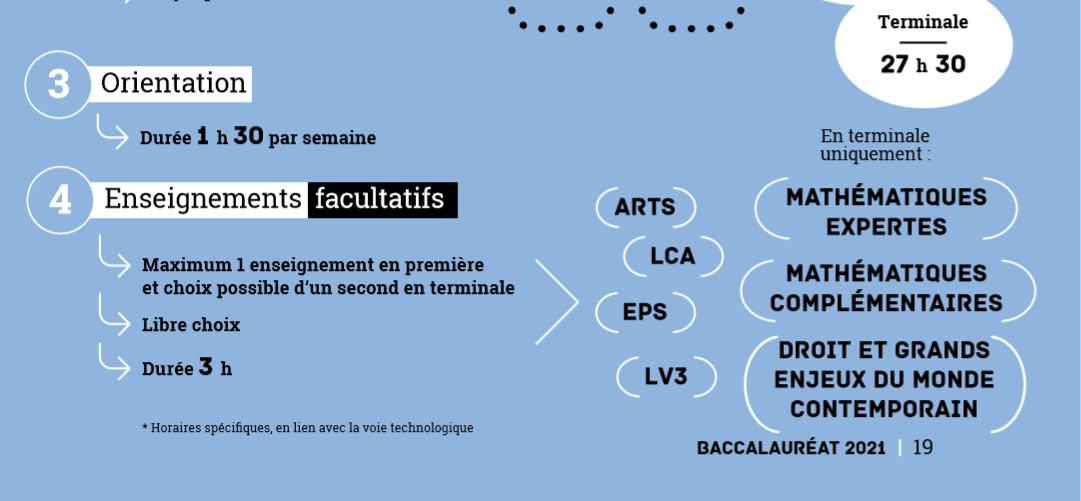 Terminale
27 h 30
3 Orientation
Durée 1 h 30 par semaine
4 Enseignements facultatifs
Maximum 1 enseignement en première
et choix possible d'un second en terminale
Libre choix
Durée 3 h
ARTS
LCA
EPS
LV3
En terminale
uniquement :
MATHÉMATIQUES
EXPERTES
MATHÉMATIQUES
COMPLÉMENTAIRES
DROIT ET GRANDS
ENJEUX DU MONDE
CONTEMPORAIN
* Horaires spécifiques, en lien avec la voie technologique
BACCALAURÉAT 2021 | 19